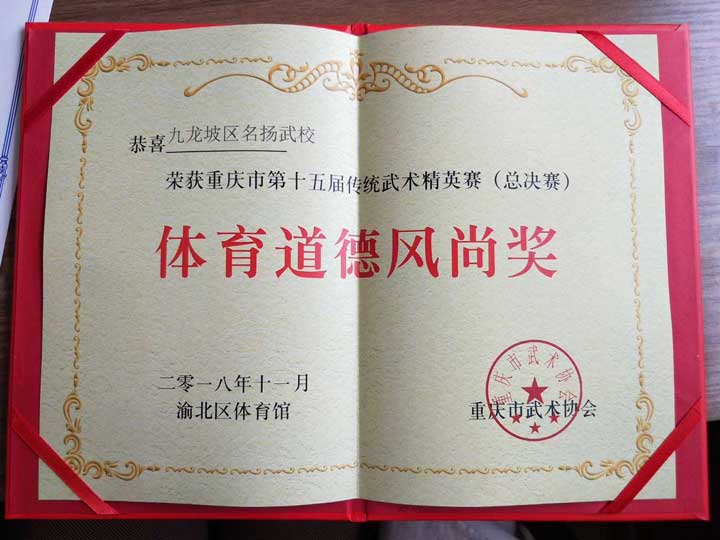 恭喜九龙坡区名扬武校
荣获重庆市第十五届传统武术精英赛（总决赛）
体育道德风尚奖
二零一八年十一月
渝北区体育馆
重庆市武术协会
重庆市武术协会